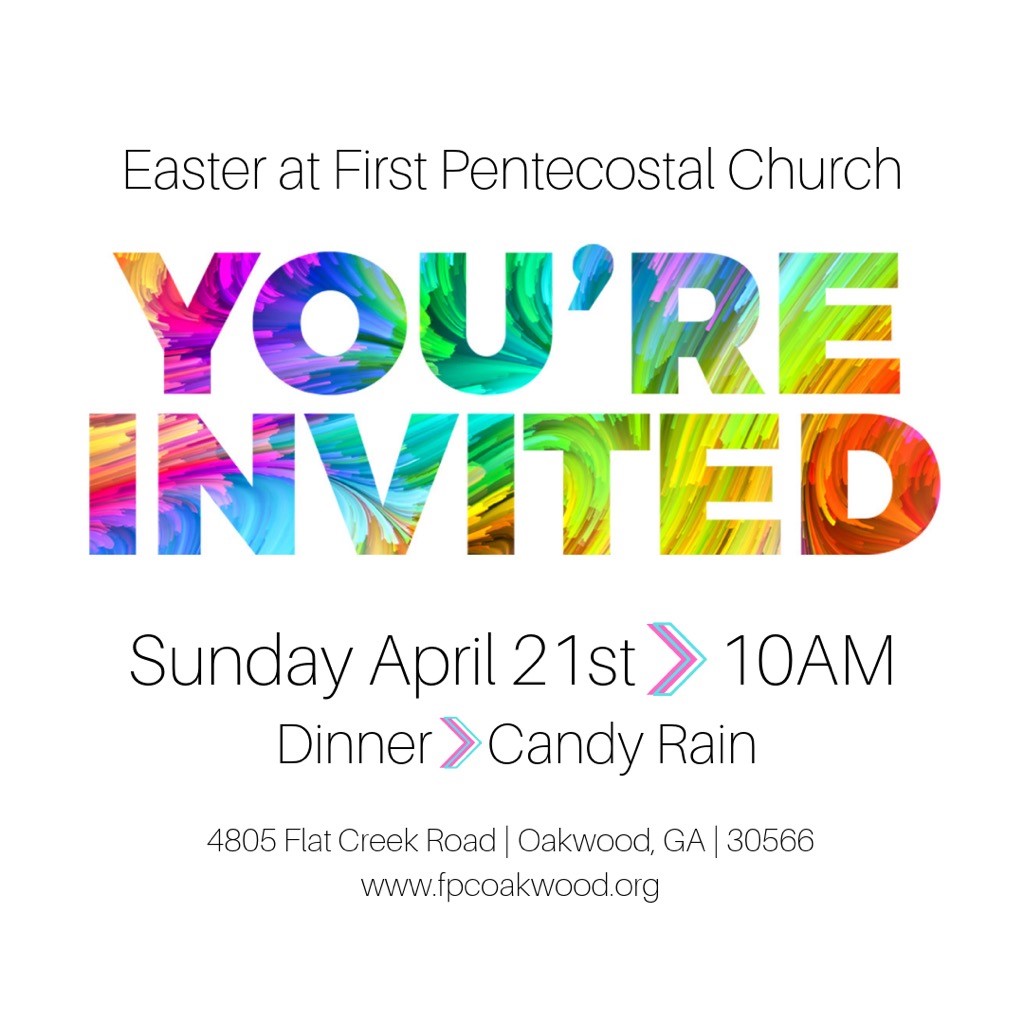 Easter at First Pentecostal Church
YOU'RE
INVITED
Sunday April 21st 10AM
Dinner Candy Rain
4805 Flat Creek Road | Oakwood, GA | 30566
www.fpcoakwood.org